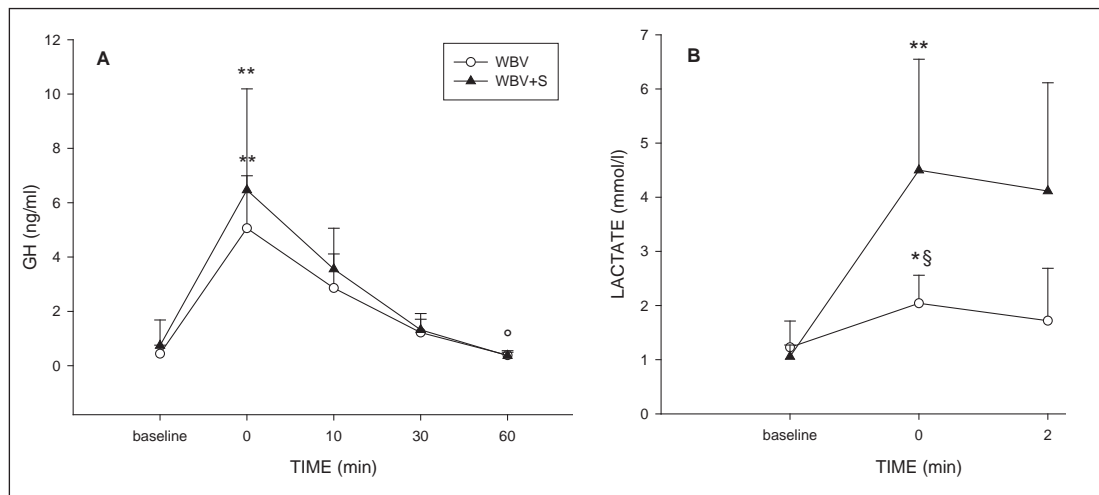 A
WBV
WBV+S
GH (ng/ml)
12
10
8
6
4
2
0
**
**
°
baseline 0 10 30 60
TIME (min)
B
LACTATE (mmol/l)
7
6
5
4
3
2
1
0
**
*§
baseline 0 2
TIME (min)